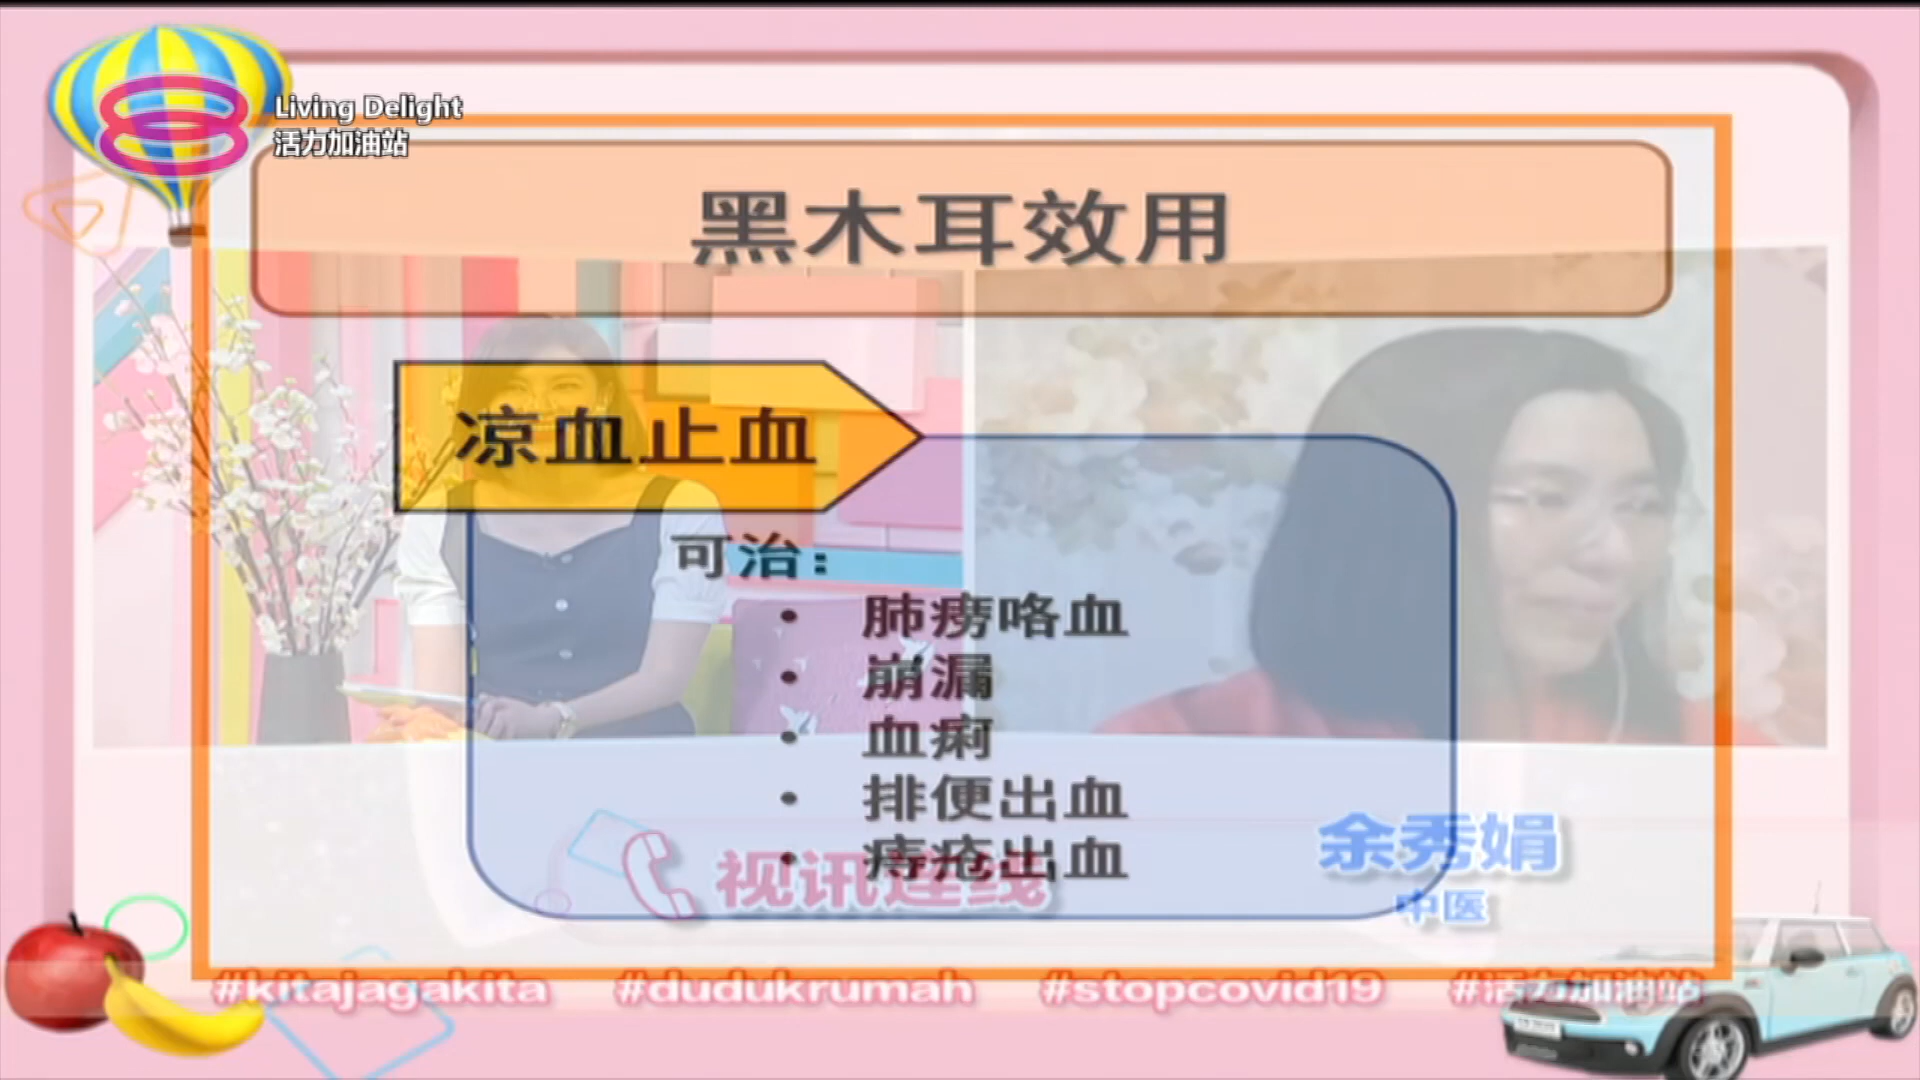 Living Delight
活力加油站
黑木耳效用
凉血止血
可治：
• 肺痨咯血
• 崩漏
• 血痢
• 排便出血
• 痔疮出血
视讯连线
余秀娟
中医
#kitajagakita #dudukrumah #stopcovid19 #活力加油站